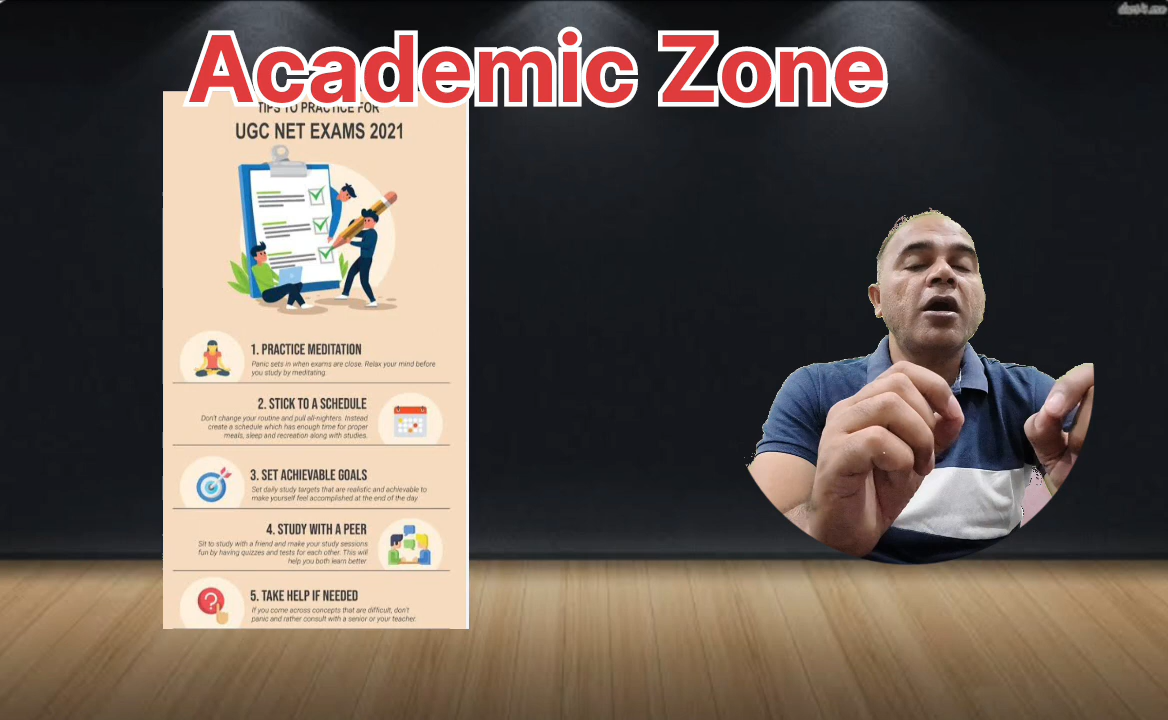 Academic Zone
TIPS TO PRACTICE FOR
UGC NET EXAMS 2021
1. PRACTICE MEDITATION
Panic sets in when exams are close. Relax your mind before
you study by meditating.
2. STICK TO A SCHEDULE
Don't change your routine and pull all-nighters. Instead
create a schedule which has enough time for proper
meals, sleep and recreation along with studies.
3. SET ACHIEVABLE GOALS
Set daily study targets that are realistic and achievable to
make yourself feel accomplished at the end of the day
4. STUDY WITH A PEER
Sit to study with a friend and make your study sessions
fun by having quizzes and tests for each other. This will
help you both learn better
5. TAKE HELP IF NEEDED
If you come across concepts that are difficult, don't
panic and rather consult with a senior or your teacher.